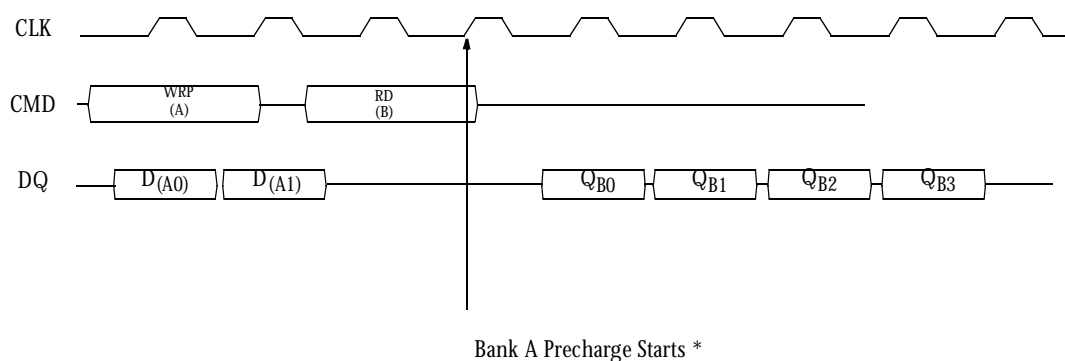 CLK
CMD
WRP
(A)
RD
(B)
DQ
D(A0) D(A1) QB0 QB1 QB2 QB3
Bank A Precharge Starts *